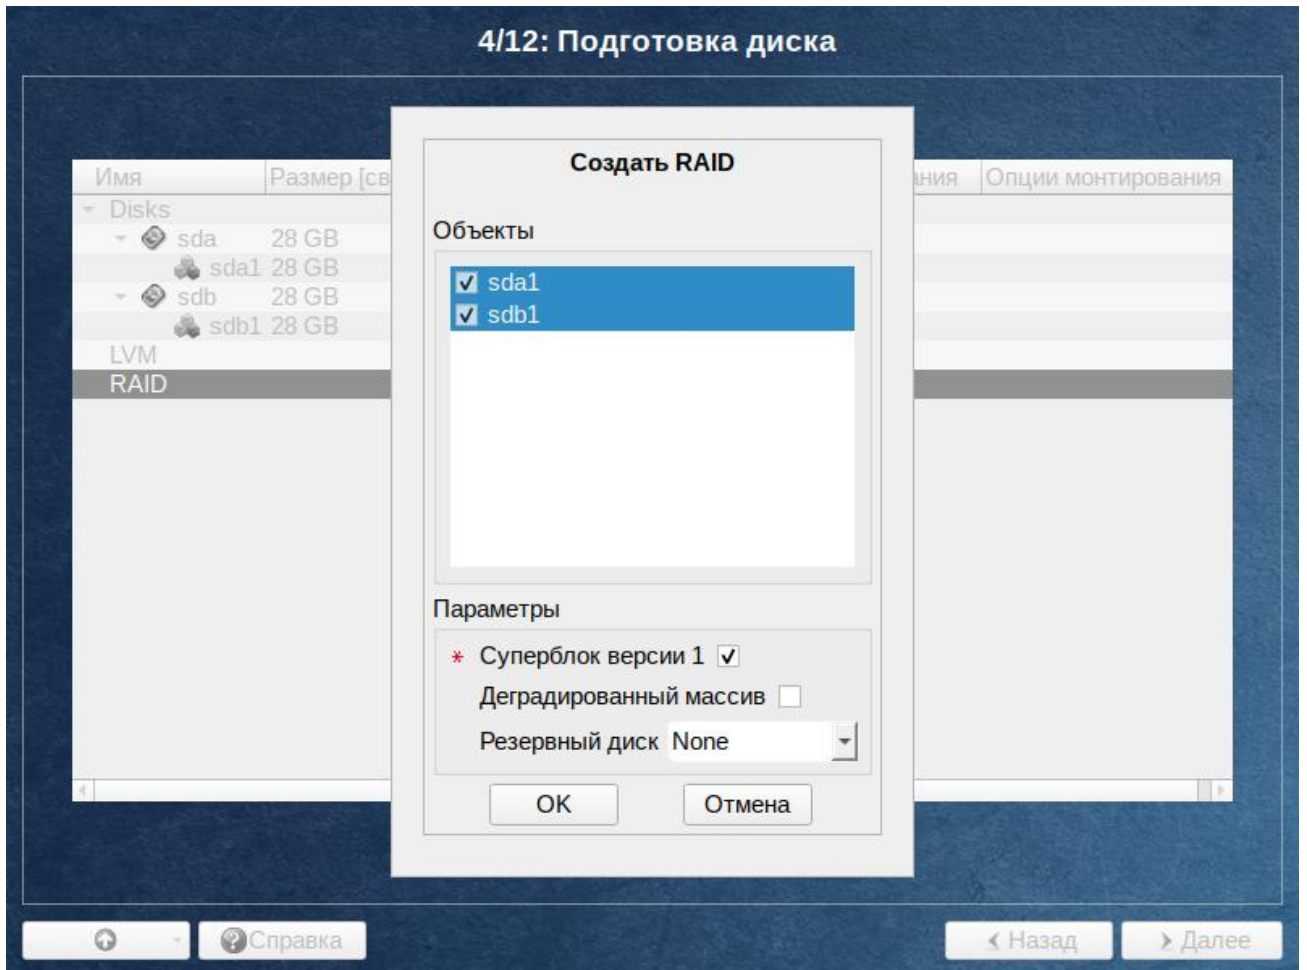 4/12: Подготовка диска
Создать RAID
Имя Размер [св ния Опции монтирования
Объекты
Disks
sda 28 GB
sda1 28 GB
sdb 28 GB
sdb1 28 GB
LVM
RAID
sda1
sdb1
Параметры
* Суперблок версии 1
Деградированный массив
Резервный диск None
OK Отмена
Справка Назад Далее